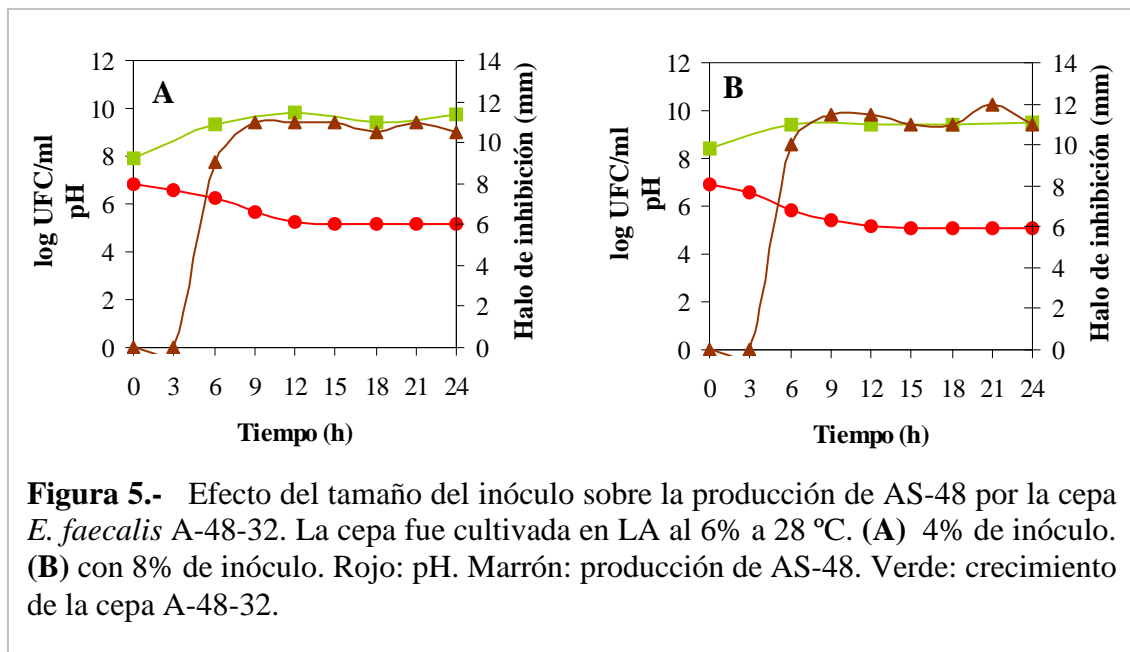 A
12
10
8
6
4
2
0
log UFC/ml
pH
14
12
10
8
6
4
2
0
Halo de inhibición (mm)
0 3 6 9 12 15 18 21 24
Tiempo (h)
B
12
10
8
6
4
2
0
log UFC/ml
pH
14
12
10
8
6
4
2
0
Halo de inhibición (mm)
0 3 6 9 12 15 18 21 24
Tiempo (h)
Figura 5.- Efecto del tamaño del inóculo sobre la producción de AS-48 por la cepa
E. faecalis A-48-32. La cepa fue cultivada en LA al 6% a 28 ºC. (A) 4% de inóculo.
(B) con 8% de inóculo. Rojo: pH. Marrón: producción de AS-48. Verde: crecimiento
de la cepa A-48-32.